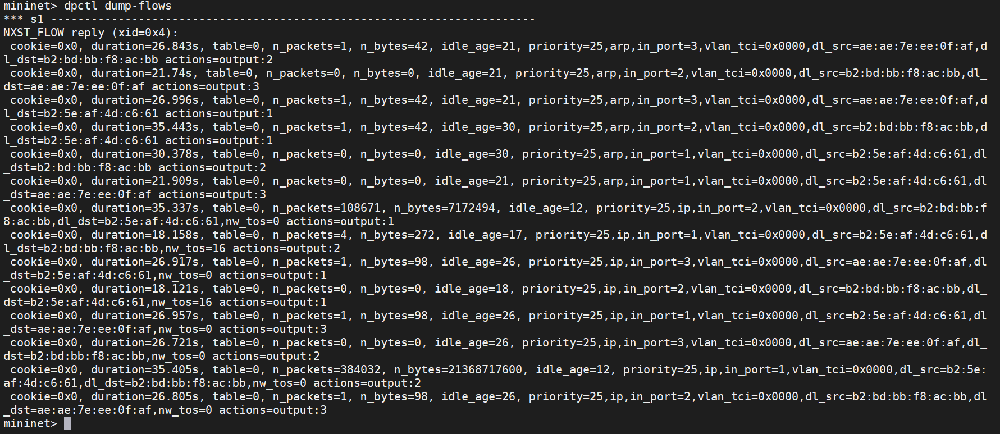 mininet> dpctl dump-flows
*** s1 ------------------------------------------------------------------------
NXST_FLOW reply (xid=0x4):
 cookie=0x0, duration=26.843s, table=0, n_packets=1, n_bytes=42, idle_age=21, priority=25,arp,in_port=3,vlan_tci=0x0000,dl_src=ae:ae:7e:ee:0f:af,d
l_dst=b2:bd:bb:f8:ac:bb actions=output:2
 cookie=0x0, duration=21.74s, table=0, n_packets=0, n_bytes=0, idle_age=21, priority=25,arp,in_port=2,vlan_tci=0x0000,dl_src=b2:bd:bb:f8:ac:bb,dl_
dst=ae:ae:7e:ee:0f:af actions=output:3
 cookie=0x0, duration=26.996s, table=0, n_packets=1, n_bytes=42, idle_age=21, priority=25,arp,in_port=3,vlan_tci=0x0000,dl_src=ae:ae:7e:ee:0f:af,d
l_dst=b2:5e:af:4d:c6:61 actions=output:1
 cookie=0x0, duration=35.443s, table=0, n_packets=1, n_bytes=42, idle_age=30, priority=25,arp,in_port=2,vlan_tci=0x0000,dl_src=b2:bd:bb:f8:ac:bb,d
l_dst=b2:5e:af:4d:c6:61 actions=output:1
 cookie=0x0, duration=30.378s, table=0, n_packets=0, n_bytes=0, idle_age=30, priority=25,arp,in_port=1,vlan_tci=0x0000,dl_src=b2:5e:af:4d:c6:61,dl
_dst=b2:bd:bb:f8:ac:bb actions=output:2
 cookie=0x0, duration=21.909s, table=0, n_packets=0, n_bytes=0, idle_age=21, priority=25,arp,in_port=1,vlan_tci=0x0000,dl_src=b2:5e:af:4d:c6:61,dl
_dst=ae:ae:7e:ee:0f:af actions=output:3
 cookie=0x0, duration=35.337s, table=0, n_packets=108671, n_bytes=7172494, idle_age=12, priority=25,ip,in_port=2,vlan_tci=0x0000,dl_src=b2:bd:bb:f
8:ac:bb,dl_dst=b2:5e:af:4d:c6:61,nw_tos=0 actions=output:1
 cookie=0x0, duration=18.158s, table=0, n_packets=4, n_bytes=272, idle_age=17, priority=25,ip,in_port=1,vlan_tci=0x0000,dl_src=b2:5e:af:4d:c6:61,d
l_dst=b2:bd:bb:f8:ac:bb,nw_tos=16 actions=output:2
 cookie=0x0, duration=26.917s, table=0, n_packets=1, n_bytes=98, idle_age=26, priority=25,ip,in_port=3,vlan_tci=0x0000,dl_src=ae:ae:7e:ee:0f:af,dl
_dst=b2:5e:af:4d:c6:61,nw_tos=0 actions=output:1
 cookie=0x0, duration=18.121s, table=0, n_packets=0, n_bytes=0, idle_age=18, priority=25,ip,in_port=2,vlan_tci=0x0000,dl_src=b2:bd:bb:f8:ac:bb,dl_
dst=b2:5e:af:4d:c6:61,nw_tos=16 actions=output:1
 cookie=0x0, duration=26.957s, table=0, n_packets=1, n_bytes=98, idle_age=26, priority=25,ip,in_port=1,vlan_tci=0x0000,dl_src=b2:5e:af:4d:c6:61,dl
_dst=ae:ae:7e:ee:0f:af,nw_tos=0 actions=output:3
 cookie=0x0, duration=26.721s, table=0, n_packets=0, n_bytes=0, idle_age=26, priority=25,ip,in_port=3,vlan_tci=0x0000,dl_src=ae:ae:7e:ee:0f:af,dl_
dst=b2:bd:bb:f8:ac:bb,nw_tos=0 actions=output:2
 cookie=0x0, duration=35.405s, table=0, n_packets=384032, n_bytes=21368717600, idle_age=12, priority=25,ip,in_port=1,vlan_tci=0x0000,dl_src=b2:5e:
af:4d:c6:61,dl_dst=b2:bd:bb:f8:ac:bb,nw_tos=0 actions=output:2
 cookie=0x0, duration=26.805s, table=0, n_packets=1, n_bytes=98, idle_age=26, priority=25,ip,in_port=2,vlan_tci=0x0000,dl_src=b2:bd:bb:f8:ac:bb,dl
_dst=ae:ae:7e:ee:0f:af,nw_tos=0 actions=output:3
mininet>